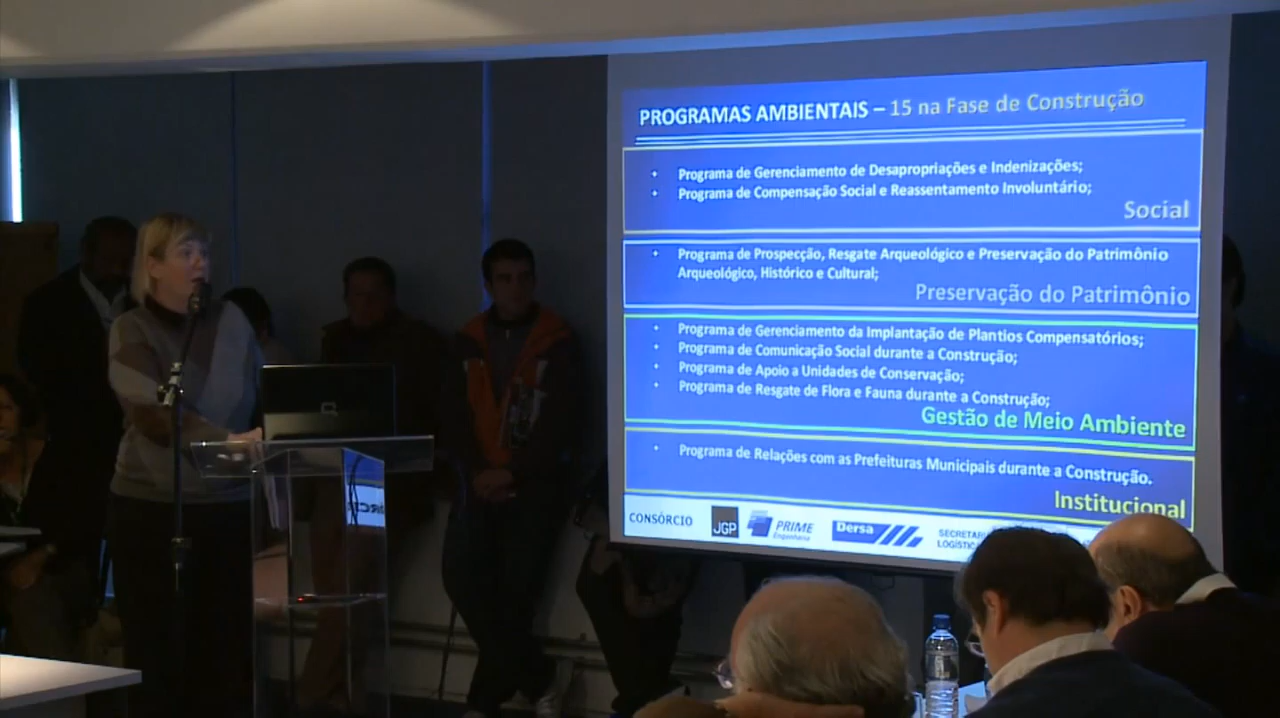 PROGRAMAS AMBIENTAIS – 15 na Fase de Construção
• Programa de Gerenciamento de Desapropriações e Indenizações;
• Programa de Compensação Social e Reassentamento Involuntário;
Social
• Programa de Prospecção, Resgate Arqueológico e Preservação do Patrimônio
Arqueológico, Histórico e Cultural;
Preservação do Patrimônio
• Programa de Gerenciamento da Implantação de Plantios Compensatórios;
• Programa de Comunicação Social durante a Construção;
• Programa de Apoio a Unidades de Conservação;
• Programa de Resgate de Flora e Fauna durante a Construção;
Gestão de Meio Ambiente
• Programa de Relações com as Prefeituras Municipais durante a Construção.
Institucional
CONSÓRCIO
JGP
PRIME
Engenharia
Dersa